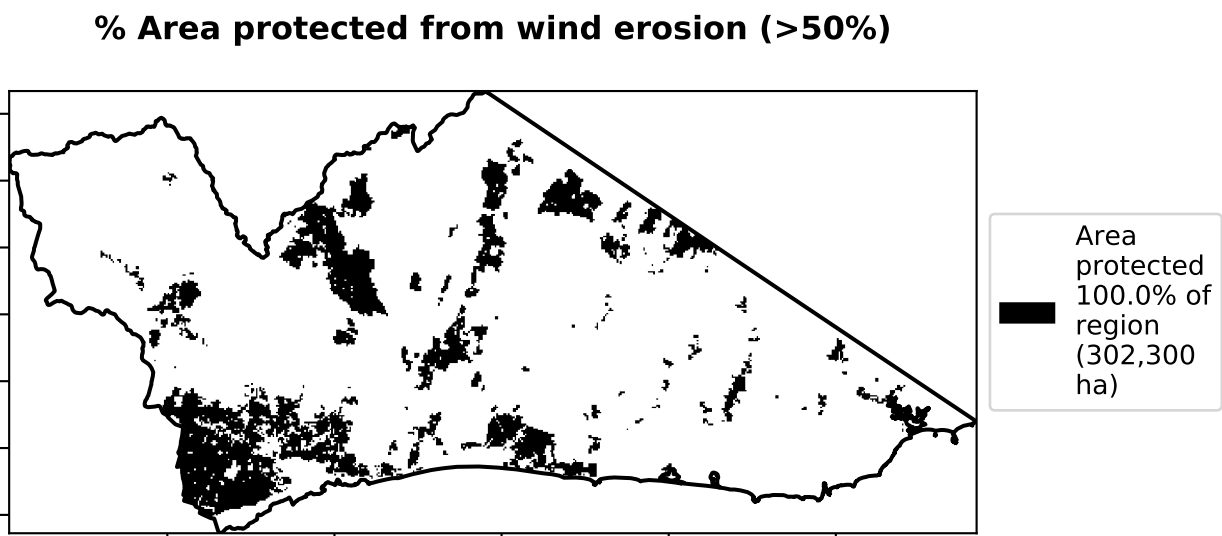 % Area protected from wind erosion (>50%)
Area
protected
100.0% of
region
(302,300
ha)